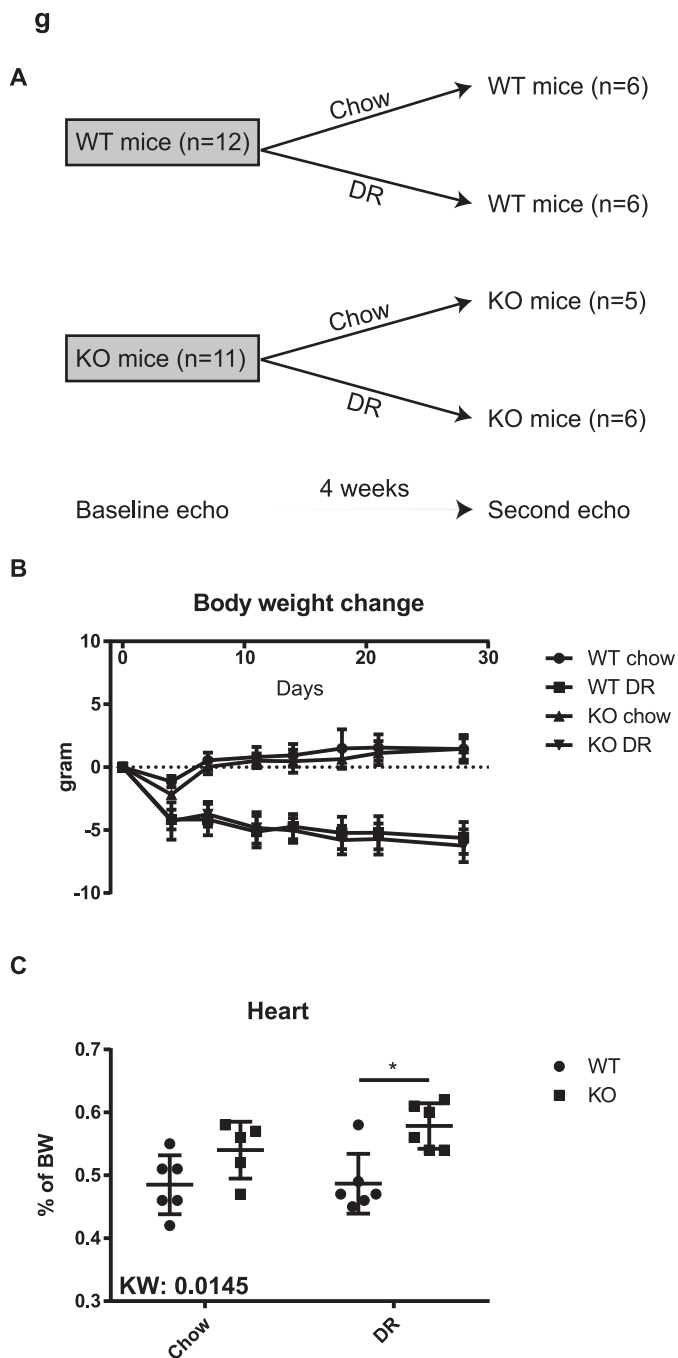 g
A
Chow
WT mice (n=6)
WT mice (n=12)
DR
WT mice (n=6)
Chow
KO mice (n=5)
KO mice (n=11)
DR
KO mice (n=6)
4 weeks
Baseline echo
Second echo
B
Body weight change
10
0 10 20 30
Days
5
0
-5
-10
gram
WT chow
WT DR
KO chow
KO DR
C
Heart
0.7
0.6
0.5
0.4
0.3
% of BW
*
WT
KO
KW: 0.0145
Chow
DR